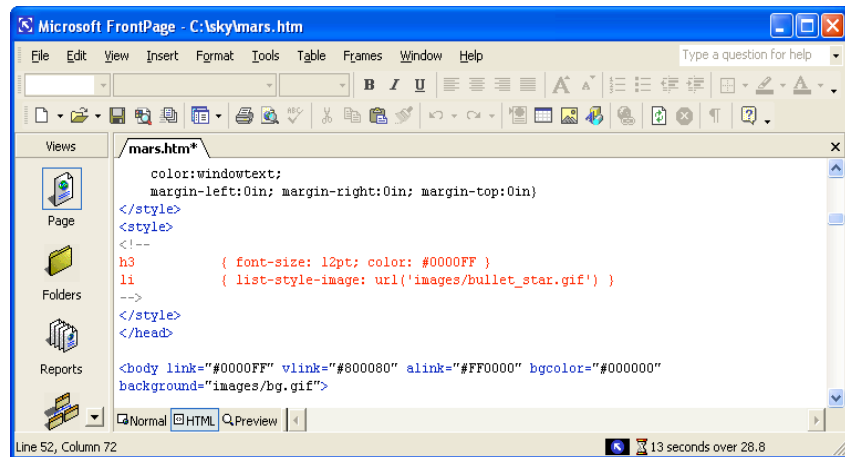 Microsoft FrontPage - C:\sky\mars.htm
File Edit View Insert Format Tools Table Frames Window Help Type a question for help
B I U A A A
ABC
Views mars.htm*
color:windowtext;
margin-left:0in; margin-right:0in; margin-top:0in}
</style>
Page <style>
<!--
h3 { font-size: 12pt; color: #0000FF }
li { list-style-image: url('images/bullet_star.gif') }
Folders -->
</style>
</head>
Reports <body link="#0000FF" vlink="#800080" alink="#FF0000" bgcolor="#000000"
background="images/bg.gif">
Normal HTML Preview
Line 52, Column 72 13 seconds over 28.8